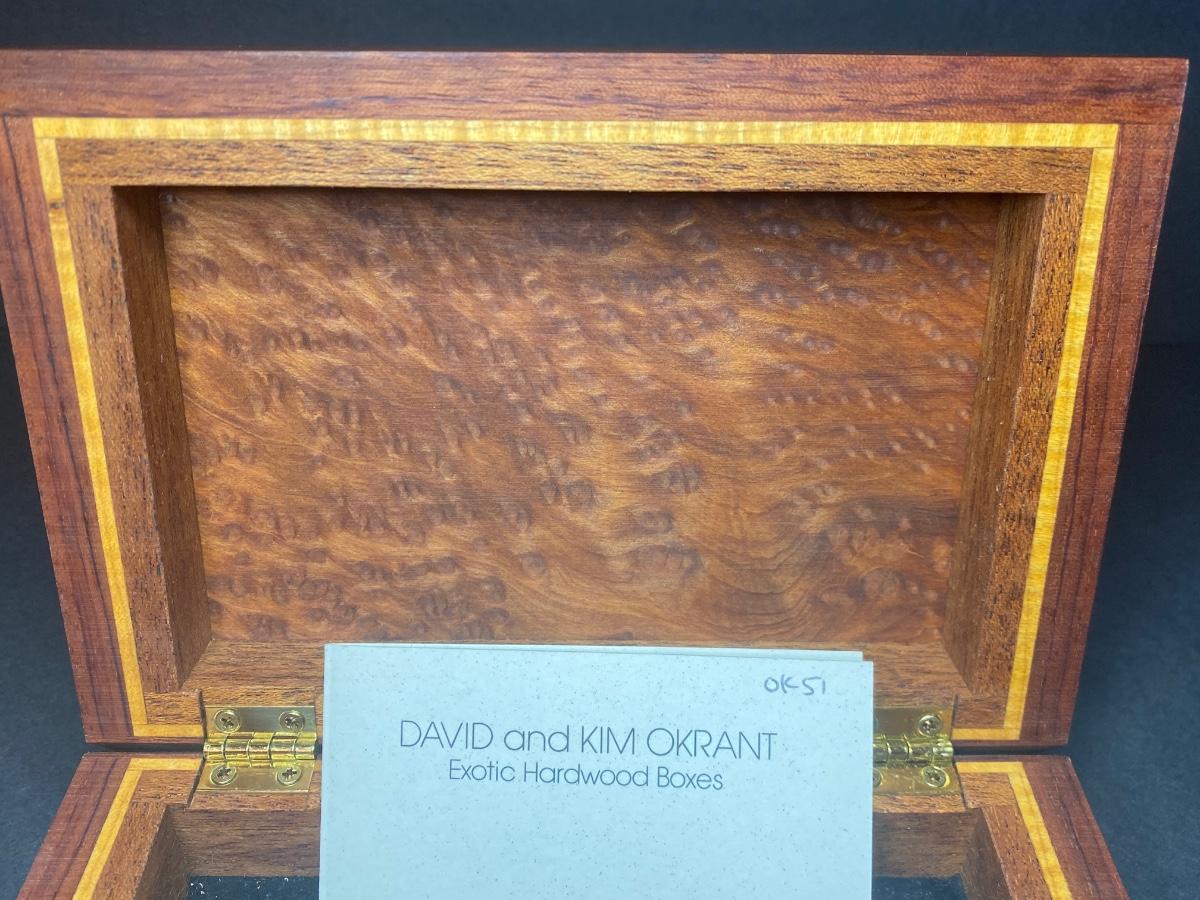 OK51
DAVID and KIM OKRANT
Exotic Hardwood Boxes